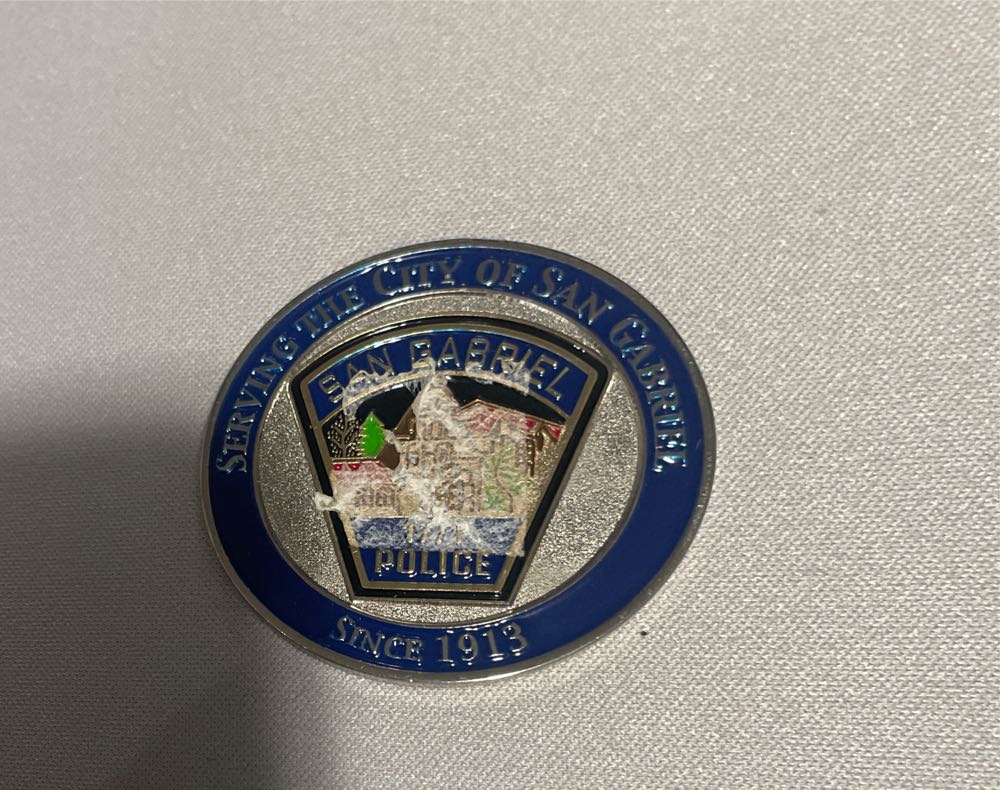 SERVING THE CITY OF SAN GABRIEL
SAN GABRIEL
POLICE
SINCE 1913